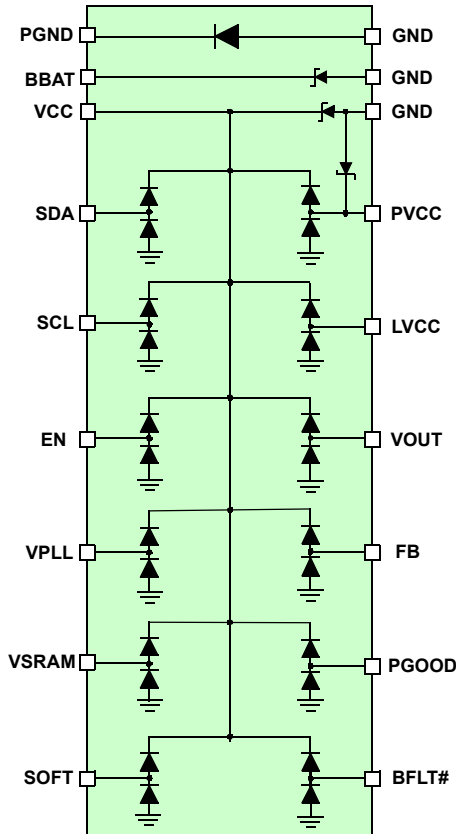 PGND GND
BBAT GND
VCC GND
SDA PVCC
SCL LVCC
EN VOUT
VPLL FB
VSRAM PGOOD
SOFT BFLT#